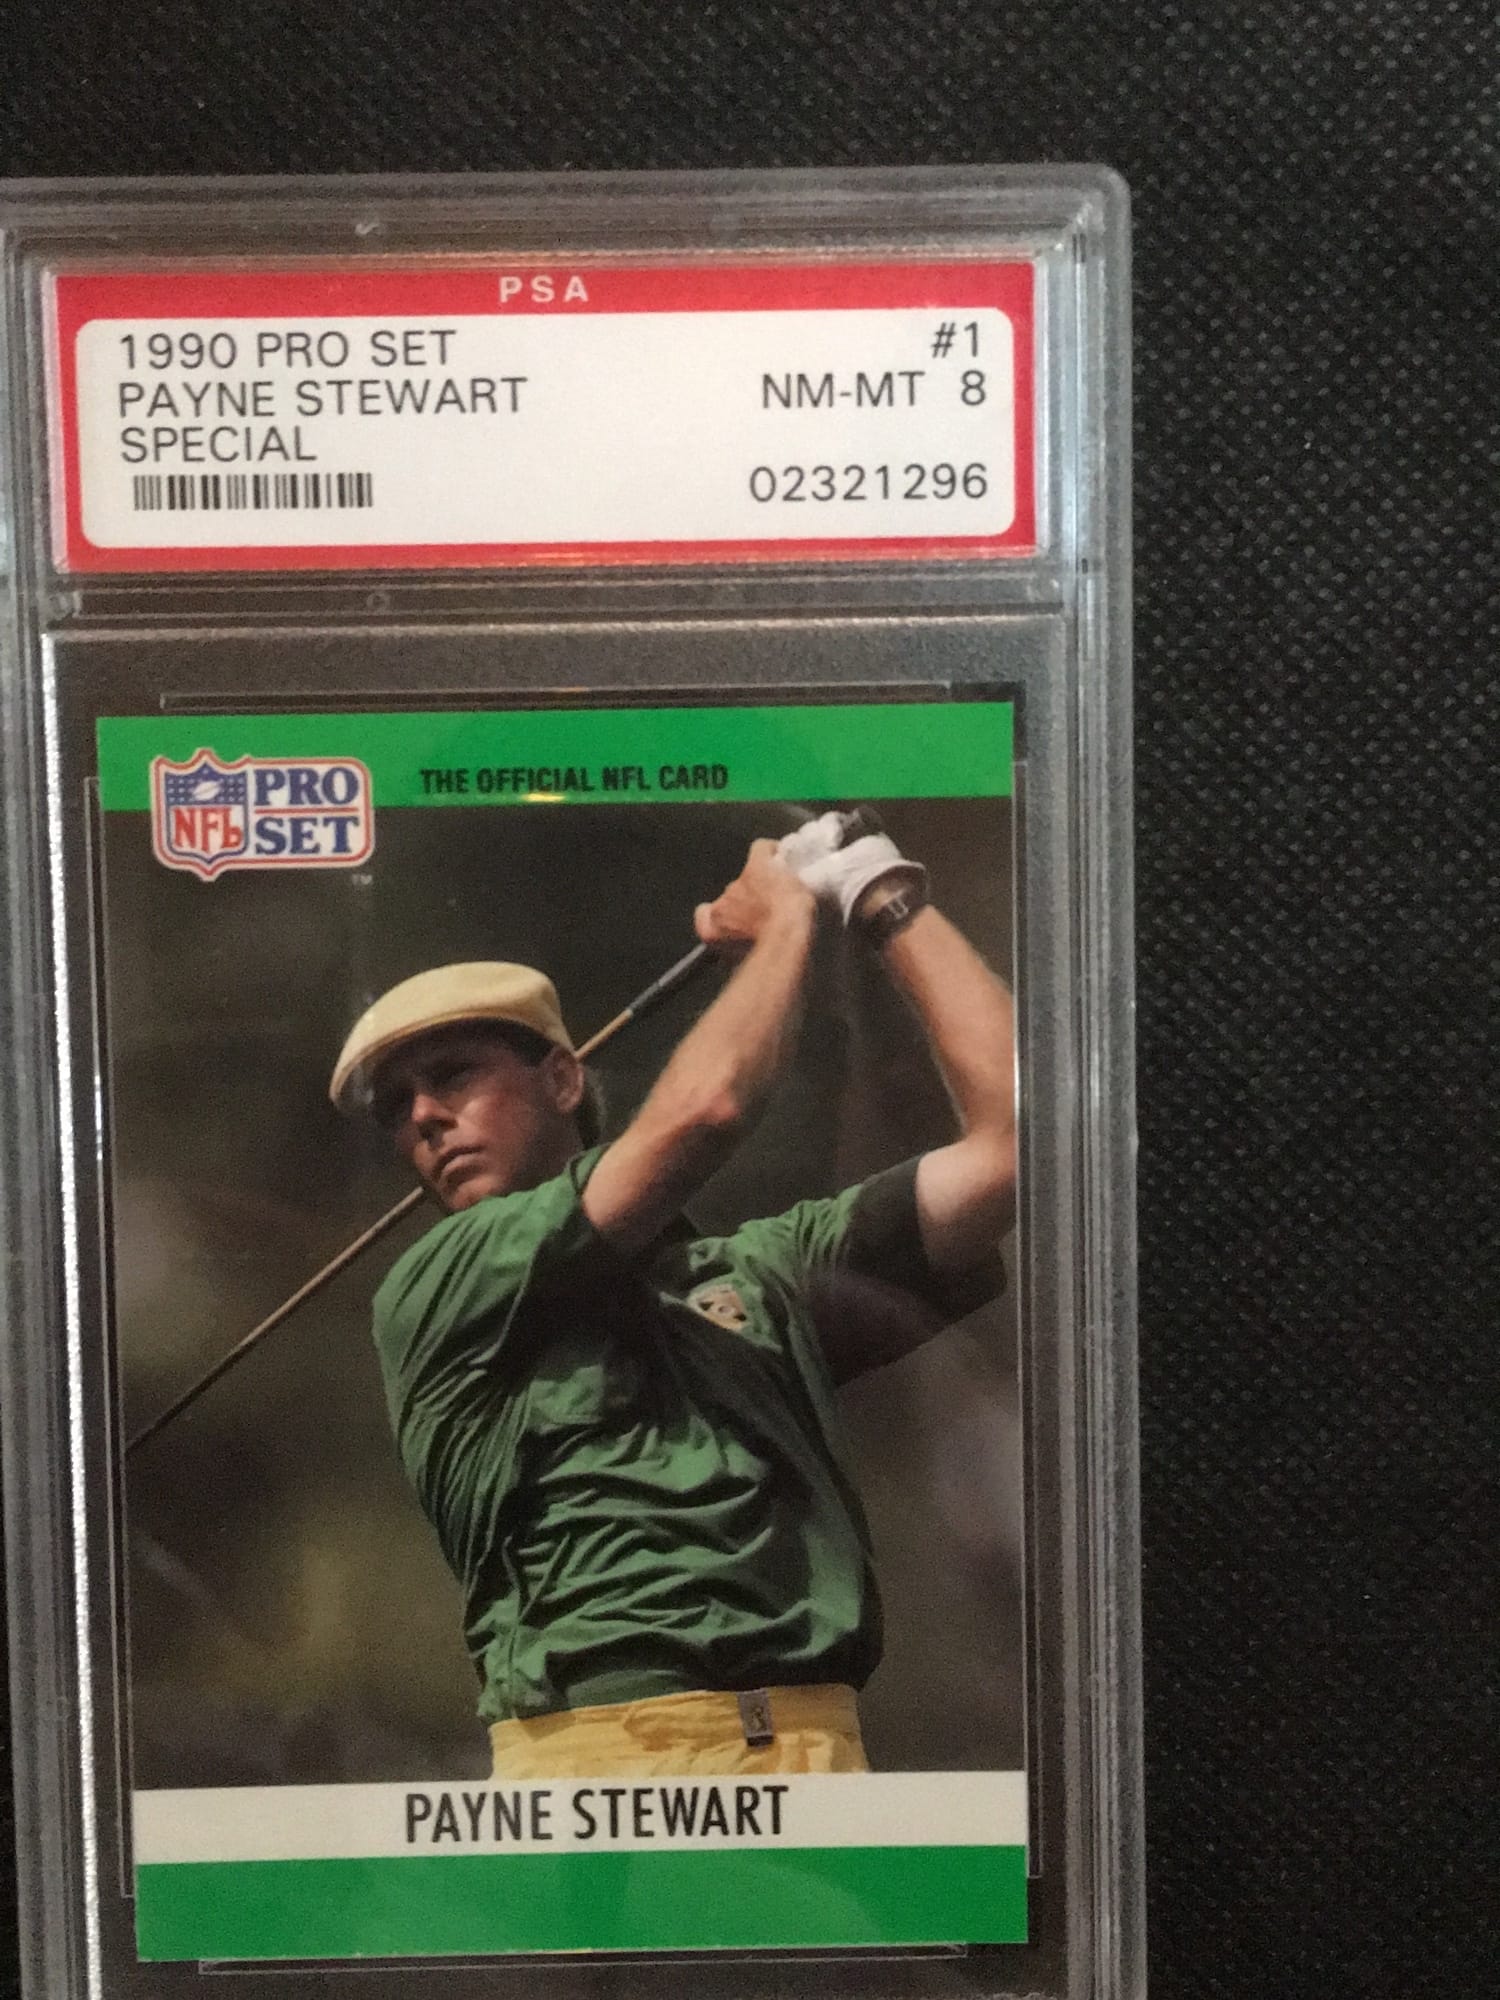 PSA
1990 PRO SET #1
PAYNE STEWART NM-MT 8
SPECIAL
02321296
PRO
NFL SET
THE OFFICIAL NFL CARD
TM
PAYNE STEWART